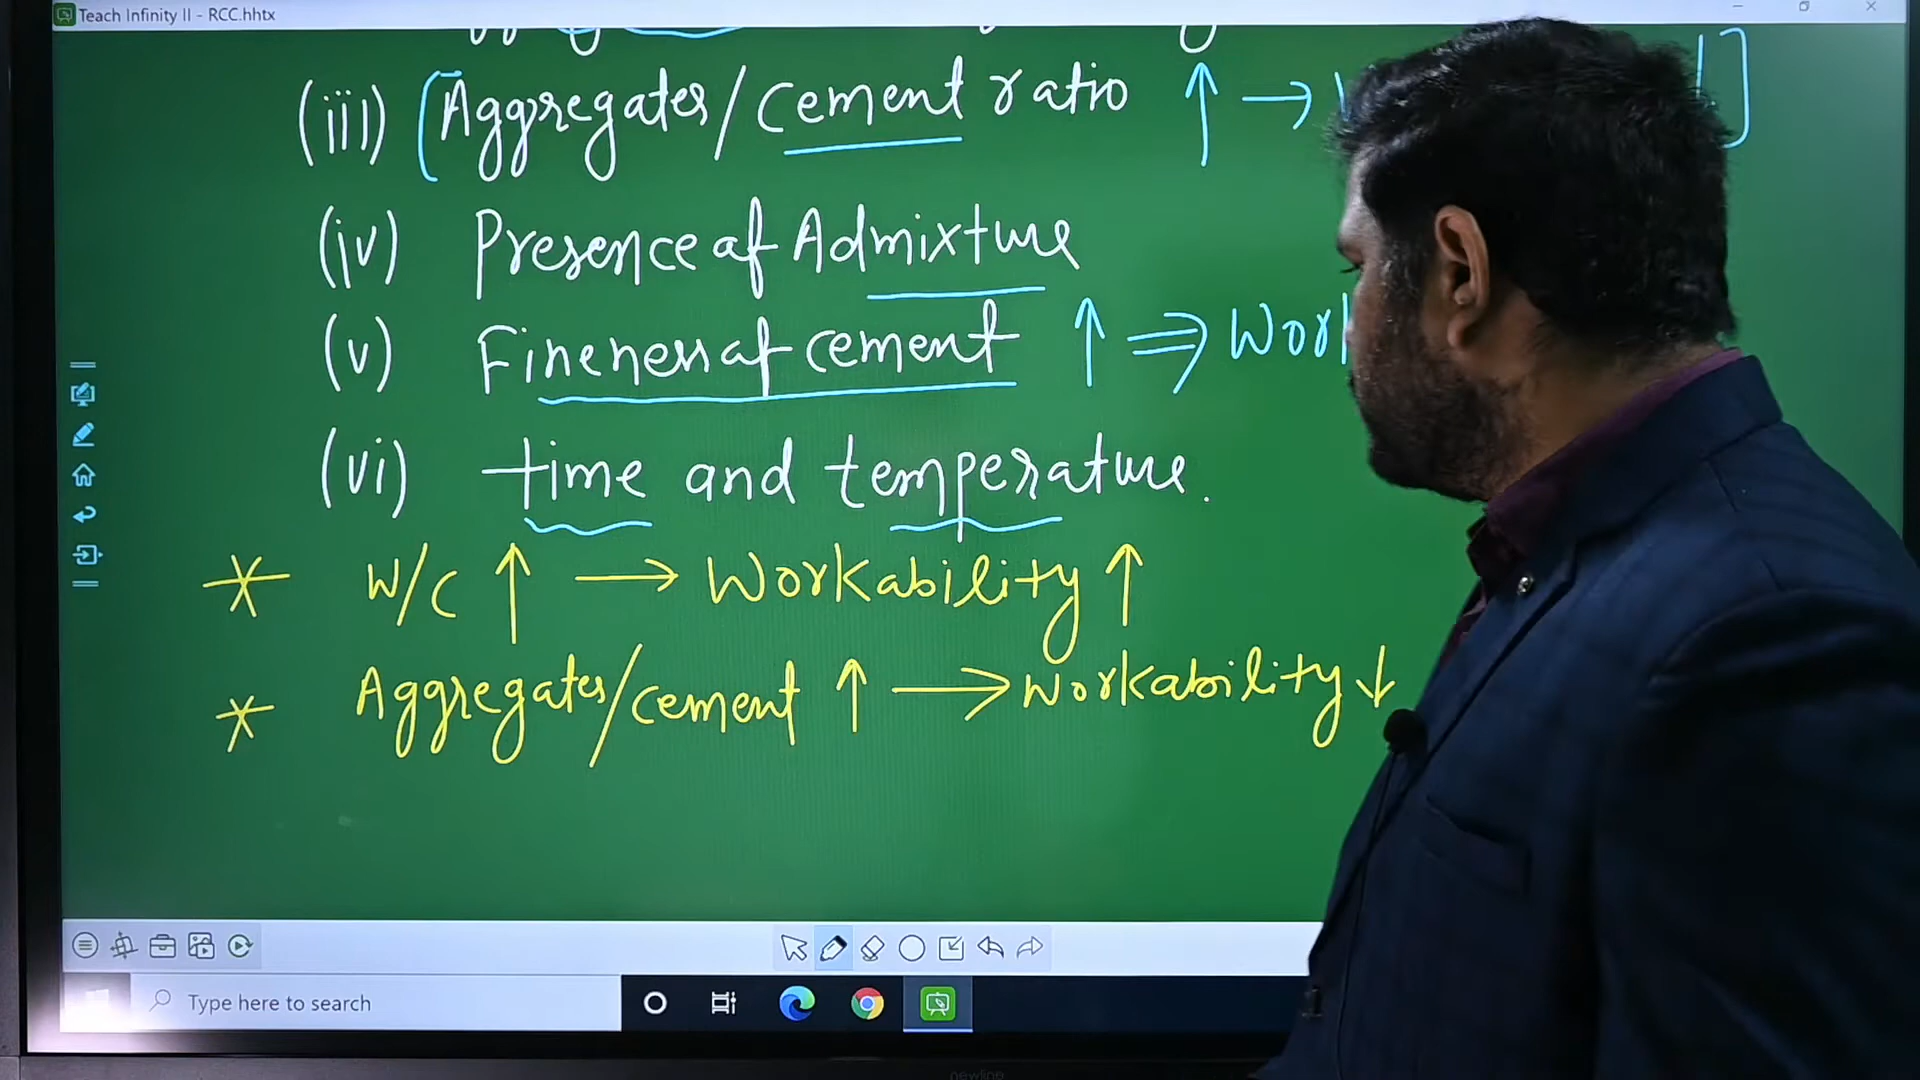 Teach Infinity II - RCC.hhtx
(iii) (Aggregates/cement ratio ↑ →
(iv) Presence of Admixture
(v) Fineness of cement ↑ ⇒ Work
(vi) time and temperature.
* W/C ↑ → Workability ↑
* Aggregates/cement ↑ → Workability ↓
Type here to search
newline